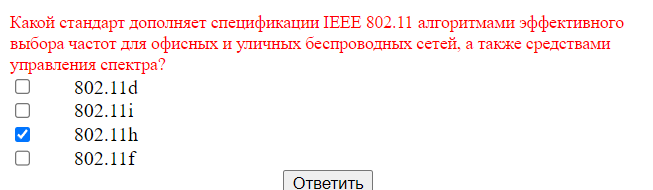 Какой стандарт дополняет спецификации IEEE 802.11 алгоритмами эффективного
выбора частот для офисных и уличных беспроводных сетей, а также средствами
управления спектра?
802.11d
802.11i
802.11h
802.11f
Ответить